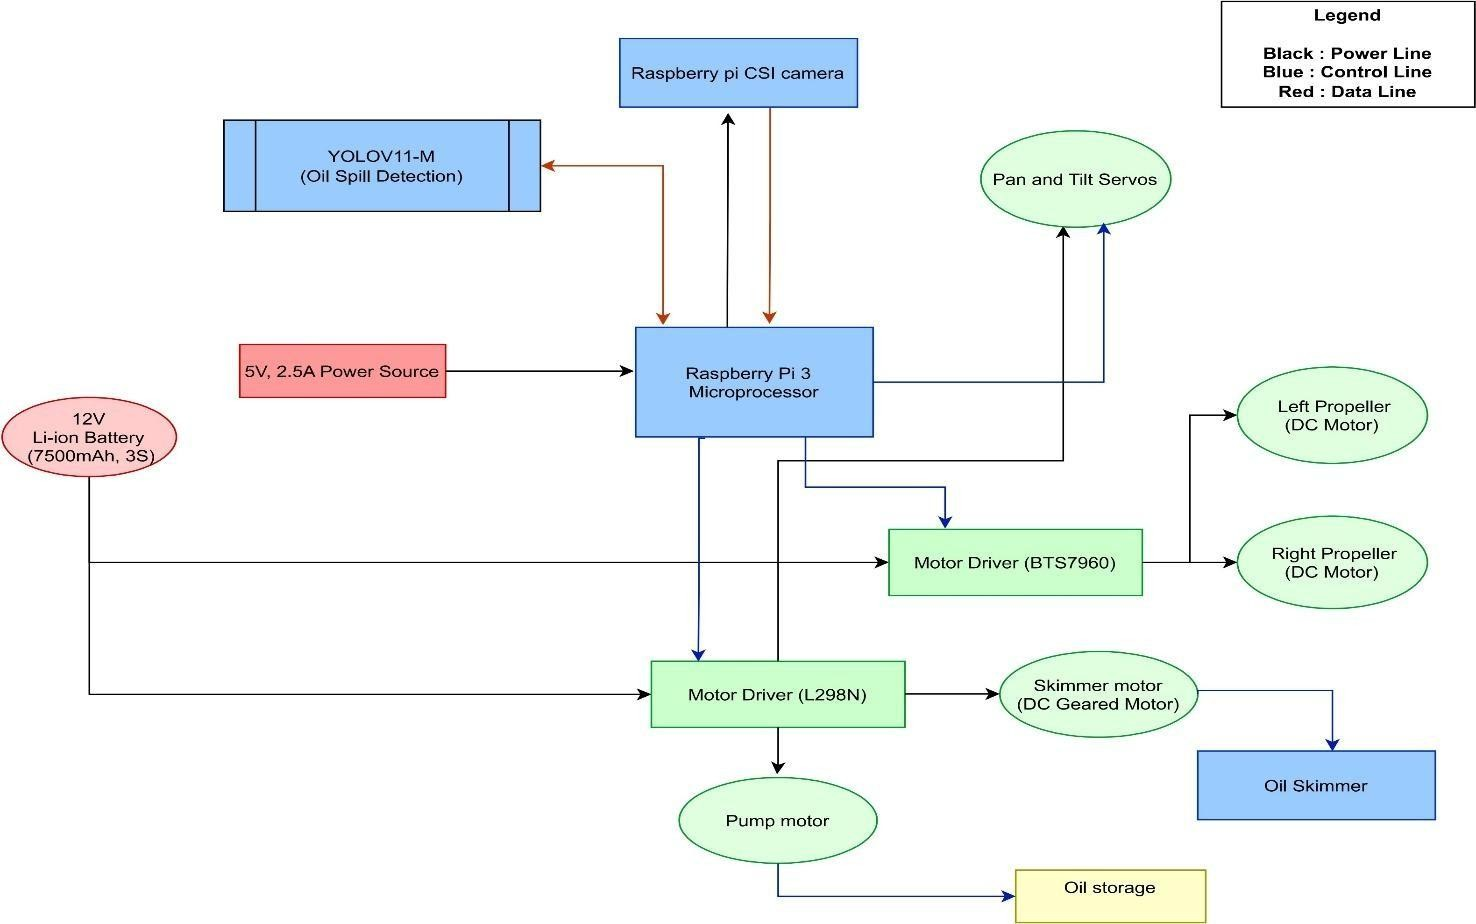 Legend
Black : Power Line
Blue : Control Line
Red : Data Line
Raspberry pi CSI camera
YOLOV11-M
(Oil Spill Detection)
Pan and Tilt Servos
5V, 2.5A Power Source
Raspberry Pi 3
Microprocessor
12V
Li-ion Battery
(7500mAh, 3S)
Left Propeller
(DC Motor)
Motor Driver (BTS7960)
Right Propeller
(DC Motor)
Motor Driver (L298N)
Skimmer motor
(DC Geared Motor)
Oil Skimmer
Pump motor
Oil storage